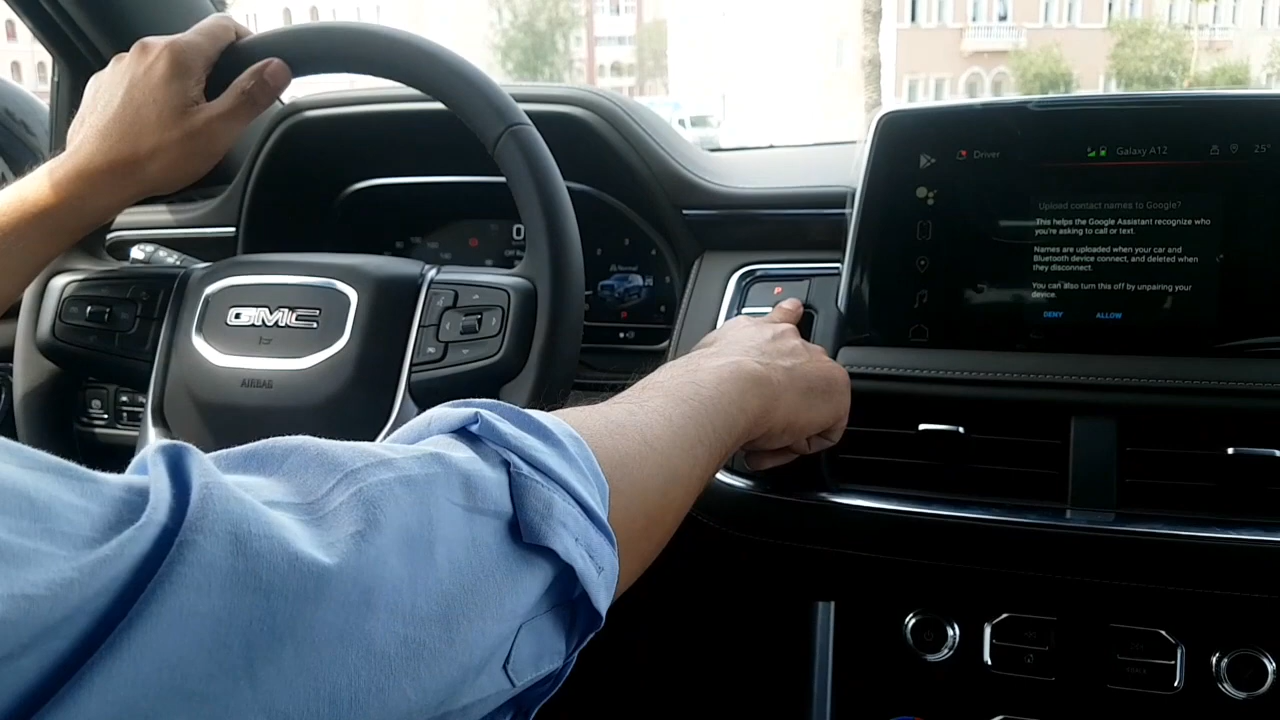 GMC
AIRBAG
0
Normal
P
P
Driver
Galaxy A12
25°
Upload contact names to Google?
This helps the Google Assistant recognize who
you're asking to call or text.
Names are uploaded when your car and
Bluetooth device connect, and deleted when
they disconnect.
You can also turn this off by unpairing your
device.
DENY
ALLOW